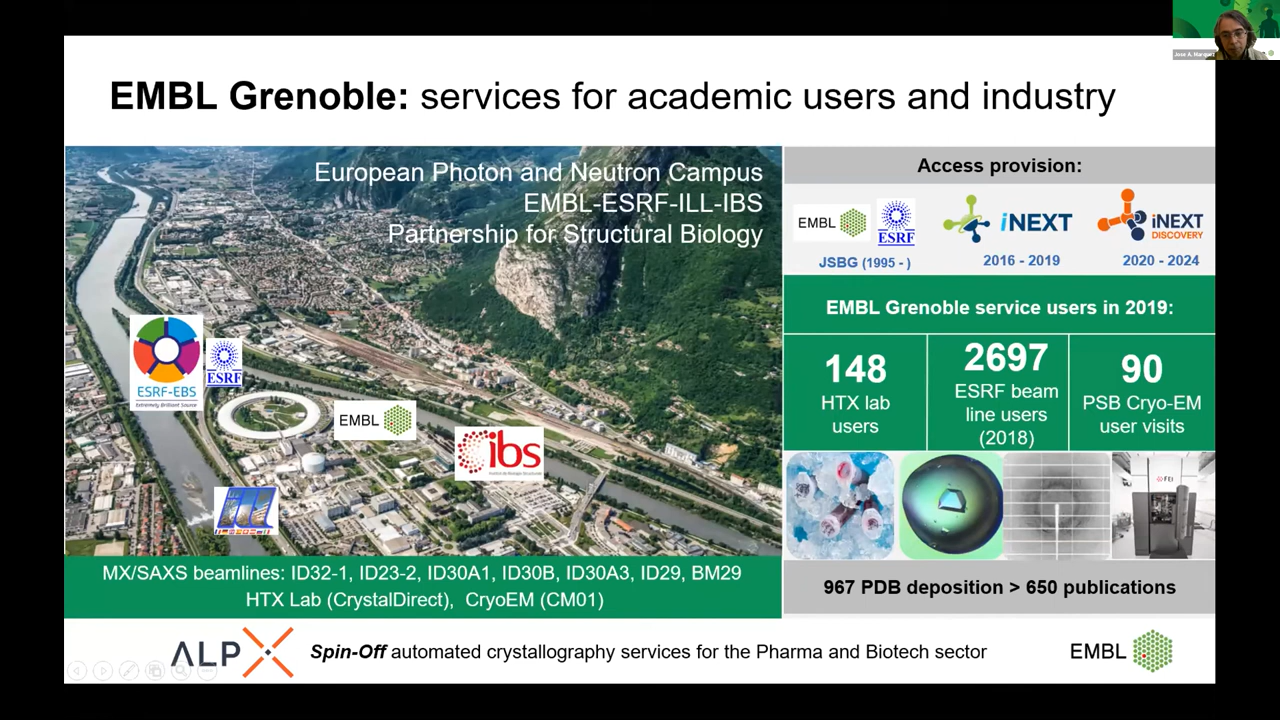 Jose A. Marquez
EMBL Grenoble: services for academic users and industry
European Photon and Neutron Campus
EMBL-ESRF-ILL-IBS
Partnership for Structural Biology
ESRF-EBS
Extremely Brilliant Source
ESRF
EMBL
ibs
MX/SAXS beamlines: ID32-1, ID23-2, ID30A1, ID30B, ID30A3, ID29, BM29
HTX Lab (CrystalDirect), CryoEM (CM01)
Access provision:
EMBL
ESRF
iNEXT
iNEXT
DISCOVERY
JSBG (1995 - )
2016 - 2019
2020 - 2024
EMBL Grenoble service users in 2019:
148
HTX lab
users
2697
ESRF beam
line users
(2018)
90
PSB Cryo-EM
user visits
FEI
967 PDB deposition > 650 publications
ALPX
Spin-Off automated crystallography services for the Pharma and Biotech sector
EMBL